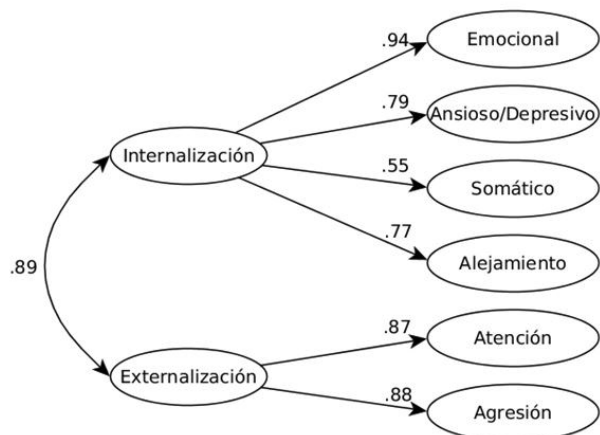 .94
Emocional
.79
Ansioso/Depresivo
Internalización
.55
Somático
.77
Alejamiento
.89
.87
Atención
Externalización
.88
Agresión